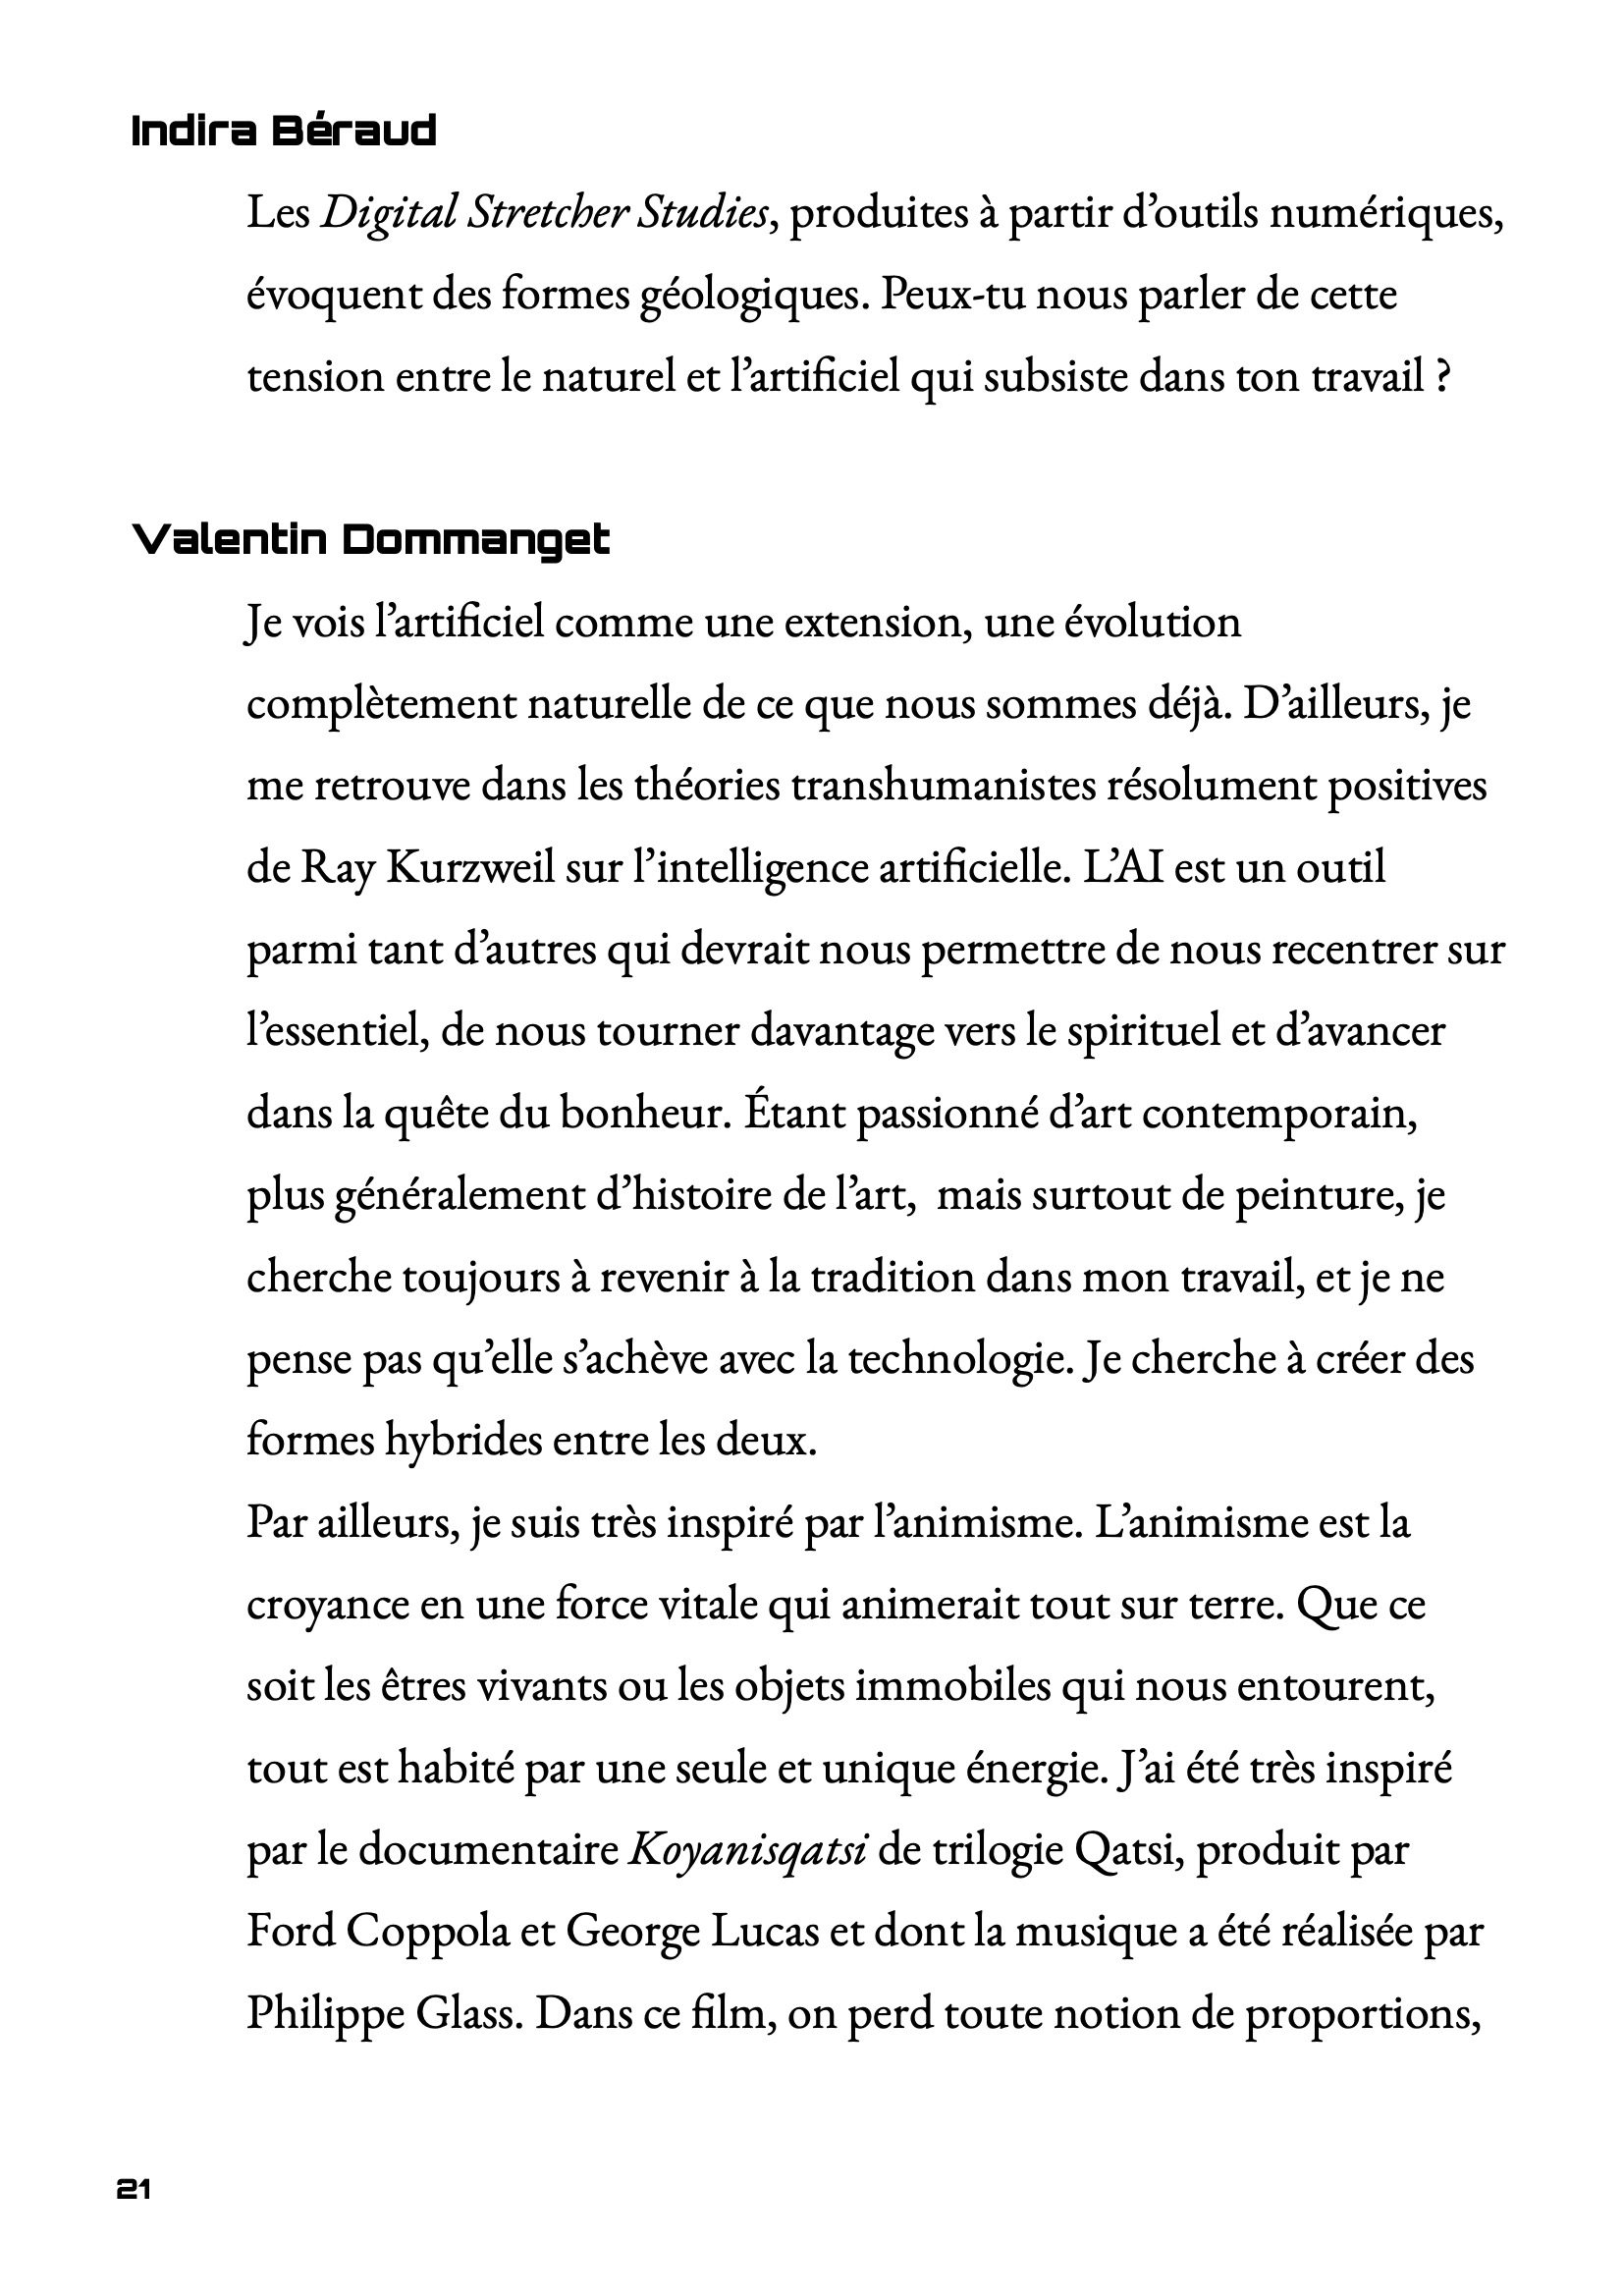 Indira Béraud
Les Digital Stretcher Studies, produites à partir d’outils numériques,
évoquent des formes géologiques. Peux-tu nous parler de cette
tension entre le naturel et l’artificiel qui subsiste dans ton travail ?
Valentin Dommanget
Je vois l’artificiel comme une extension, une évolution
complètement naturelle de ce que nous sommes déjà. D’ailleurs, je
me retrouve dans les théories transhumanistes résolument positives
de Ray Kurzweil sur l’intelligence artificielle. L’AI est un outil
parmi tant d’autres qui devrait nous permettre de nous recentrer sur
l’essentiel, de nous tourner davantage vers le spirituel et d’avancer
dans la quête du bonheur. Étant passionné d’art contemporain,
plus généralement d’histoire de l’art,  mais surtout de peinture, je
cherche toujours à revenir à la tradition dans mon travail, et je ne
pense pas qu’elle s’achève avec la technologie. Je cherche à créer des
formes hybrides entre les deux.
Par ailleurs, je suis très inspiré par l’animisme. L’animisme est la
croyance en une force vitale qui animerait tout sur terre. Que ce
soit les êtres vivants ou les objets immobiles qui nous entourent,
tout est habité par une seule et unique énergie. J’ai été très inspiré
par le documentaire Koyanisqatsi de trilogie Qatsi, produit par
Ford Coppola et George Lucas et dont la musique a été réalisée par
Philippe Glass. Dans ce film, on perd toute notion de proportions,
21